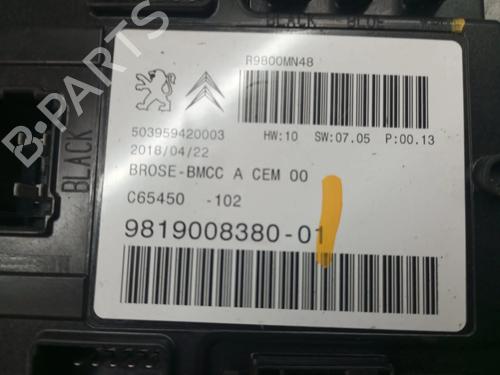 BLACK BLUE
R9800MN48
503959420003 HW:10 SW:07.05 P:00.13
2018/04/22
BROSE-BMCC A CEM 00
C65450 -102
9819008380-01
BLACK
B-PARTS